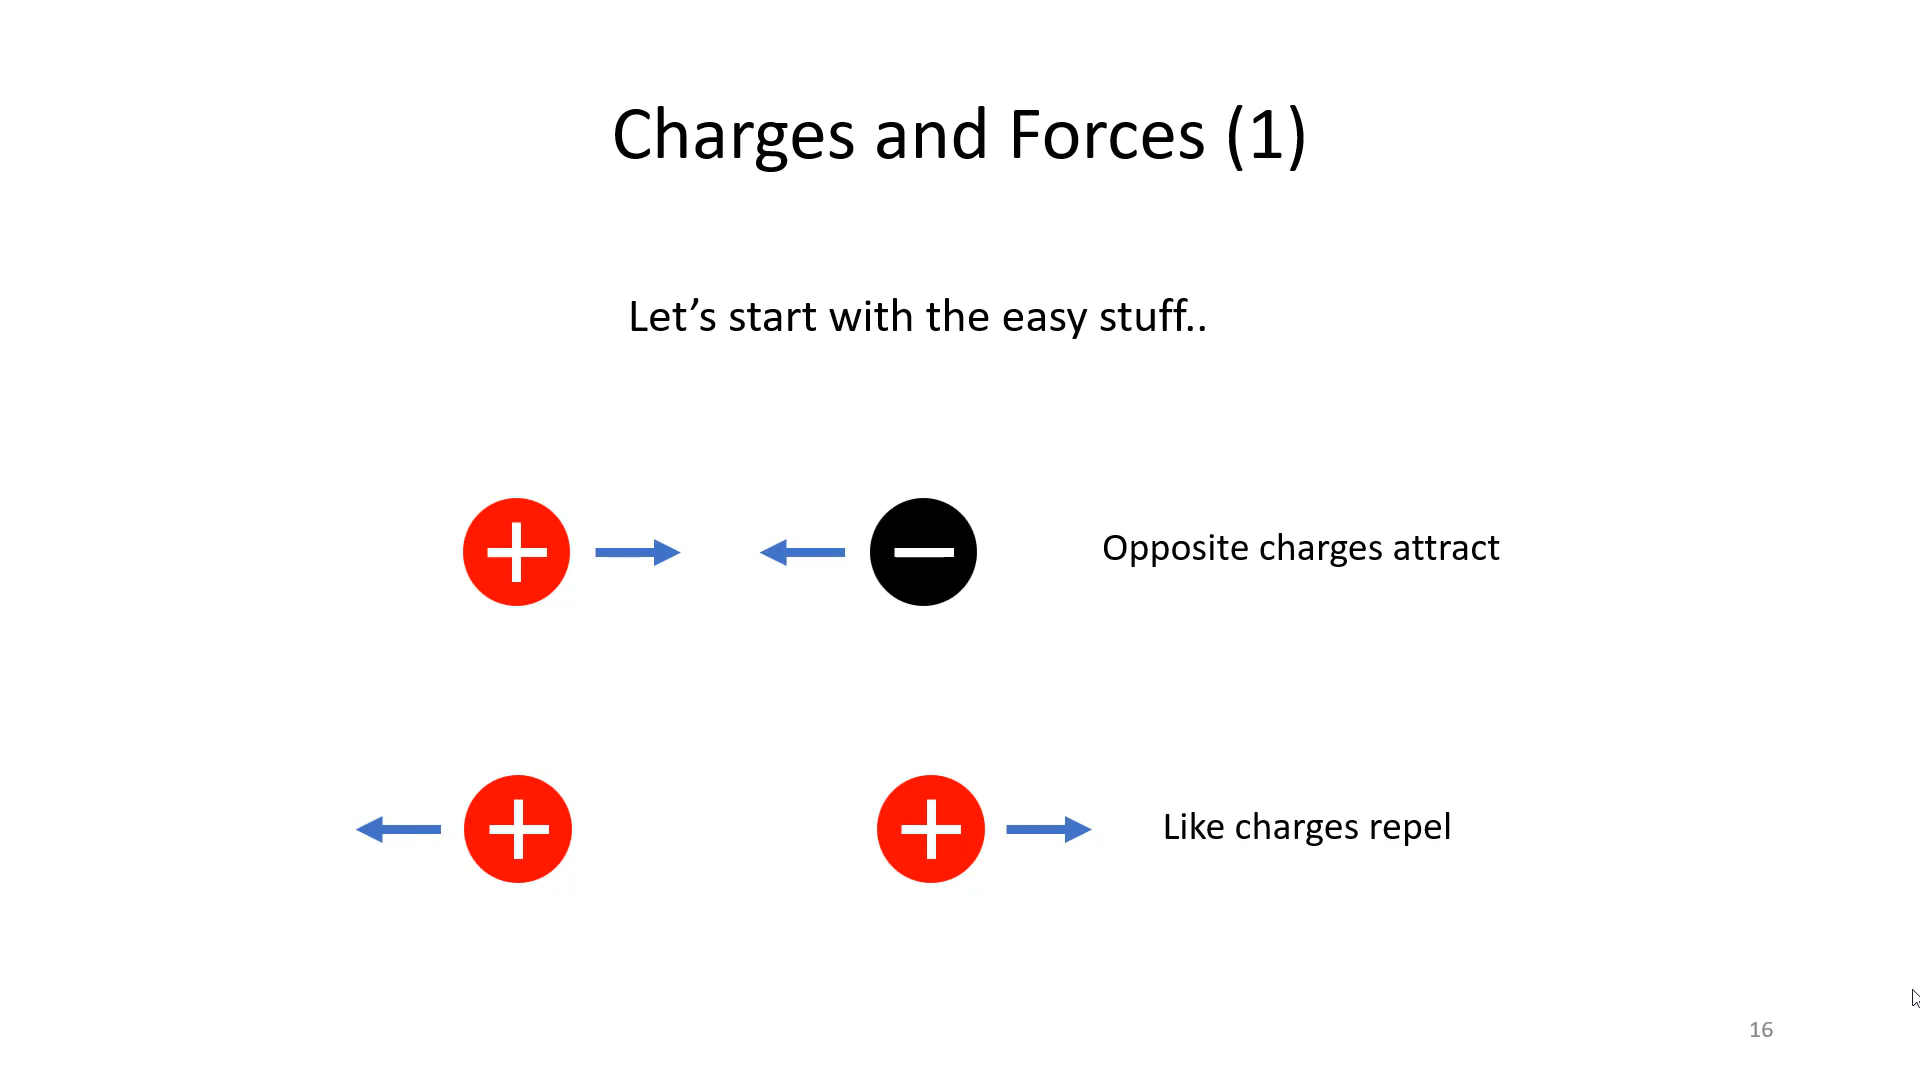 Charges and Forces (1)
Let’s start with the easy stuff..
Opposite charges attract
Like charges repel
16